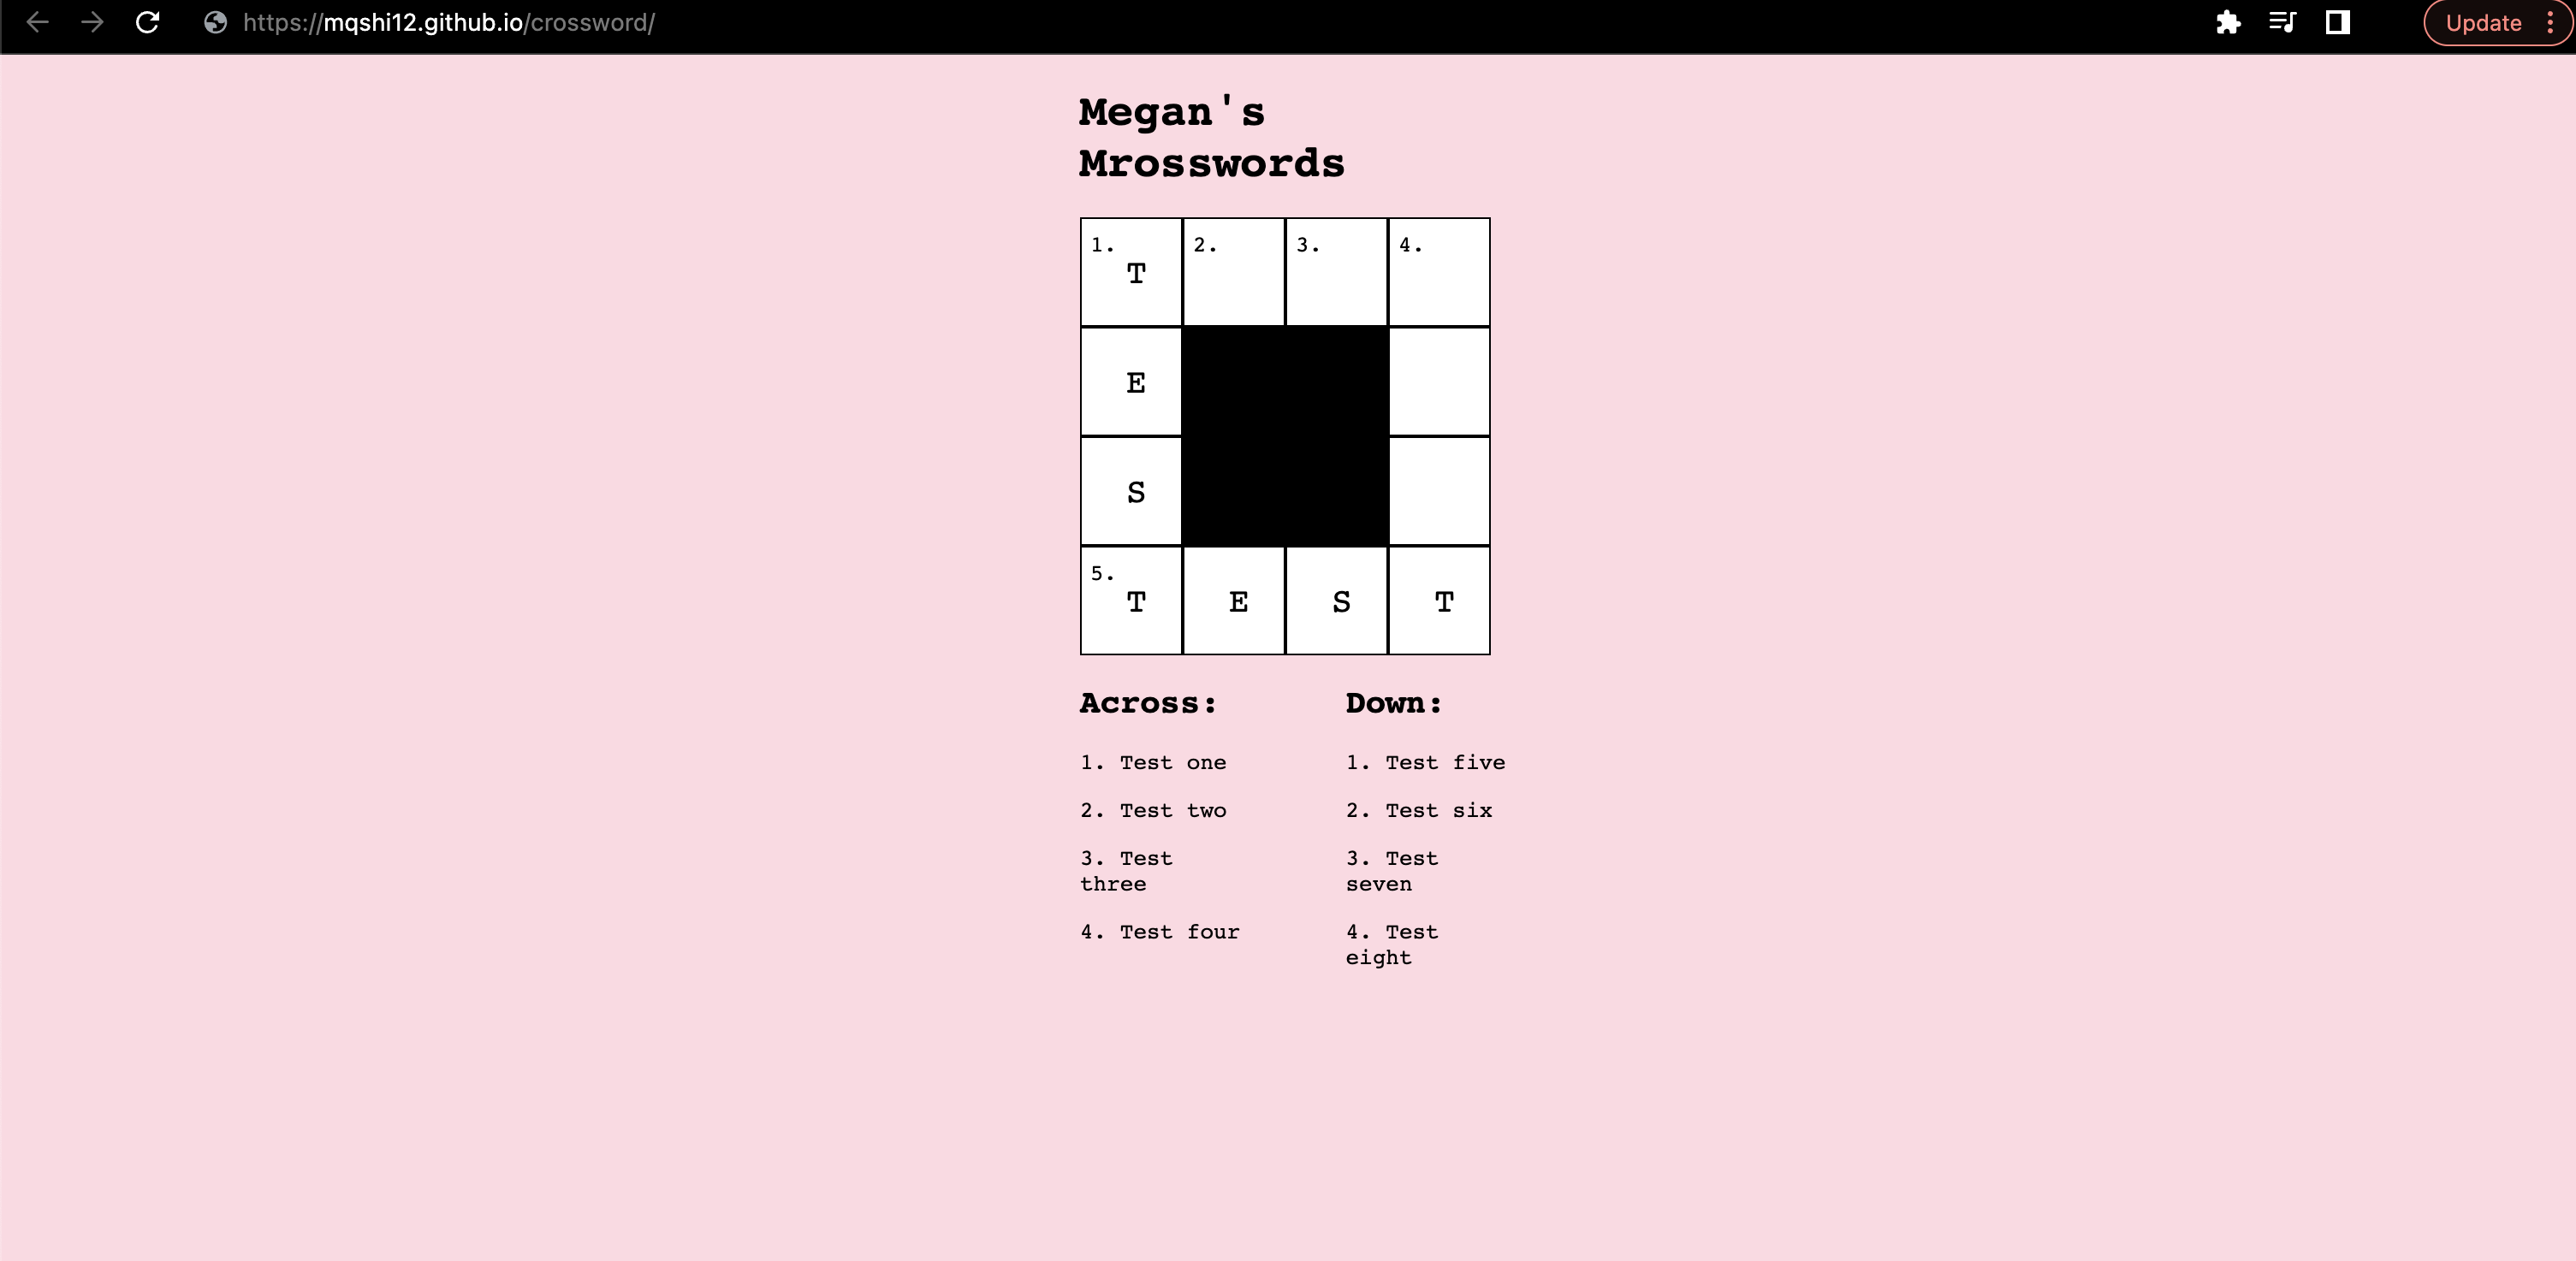 https://mqshi12.github.io/crossword/
Update
Megan's
Mrosswords
1. 2. 3. 4.
T
E
S
5.
T E S T
Across:
1. Test one
2. Test two
3. Test
three
4. Test four
Down:
1. Test five
2. Test six
3. Test
seven
4. Test
eight